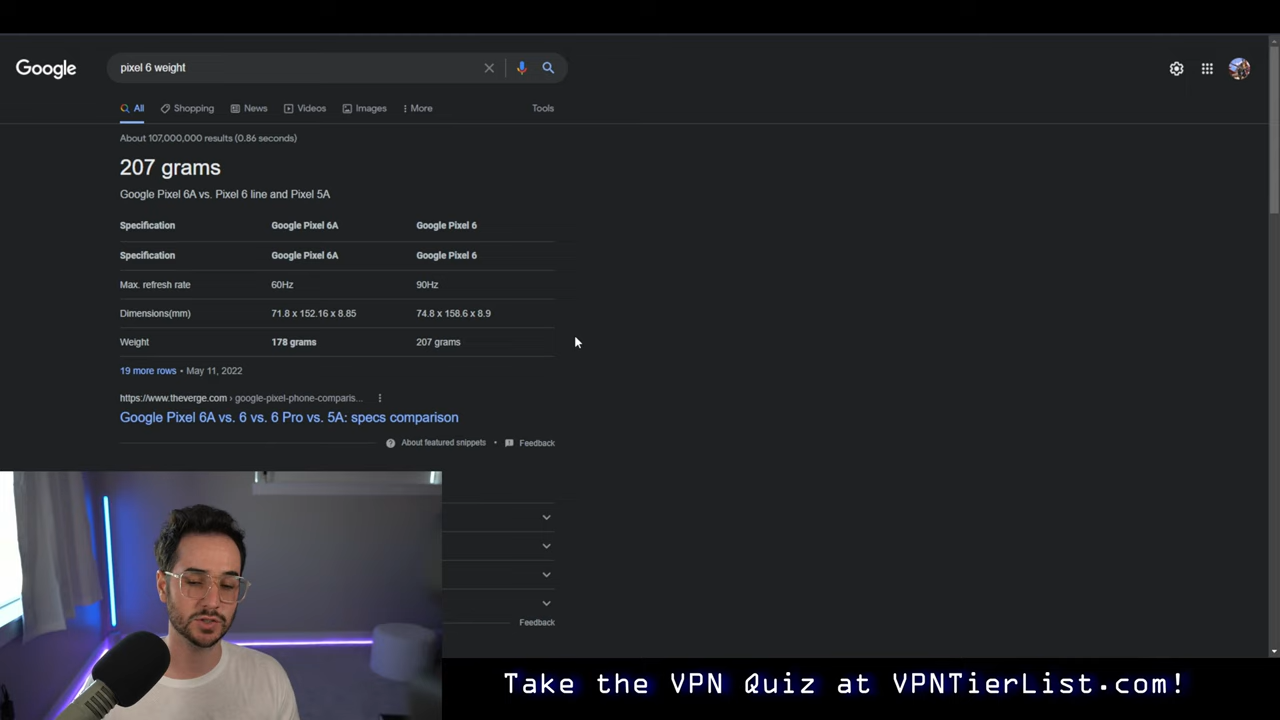 Google
pixel 6 weight
All Shopping News Videos Images More Tools
About 107,000,000 results (0.86 seconds)
207 grams
Google Pixel 6A vs. Pixel 6 line and Pixel 5A
Specification Google Pixel 6A Google Pixel 6
Specification Google Pixel 6A Google Pixel 6
Max. refresh rate 60Hz 90Hz
Dimensions(mm) 71.8 x 152.16 x 8.85 74.8 x 158.6 x 8.9
Weight 178 grams 207 grams
19 more rows • May 11, 2022
https://www.theverge.com › google-pixel-phone-comparis...
Google Pixel 6A vs. 6 vs. 6 Pro vs. 5A: specs comparison
About featured snippets • Feedback
Feedback
Take the VPN Quiz at VPNTierList.com!